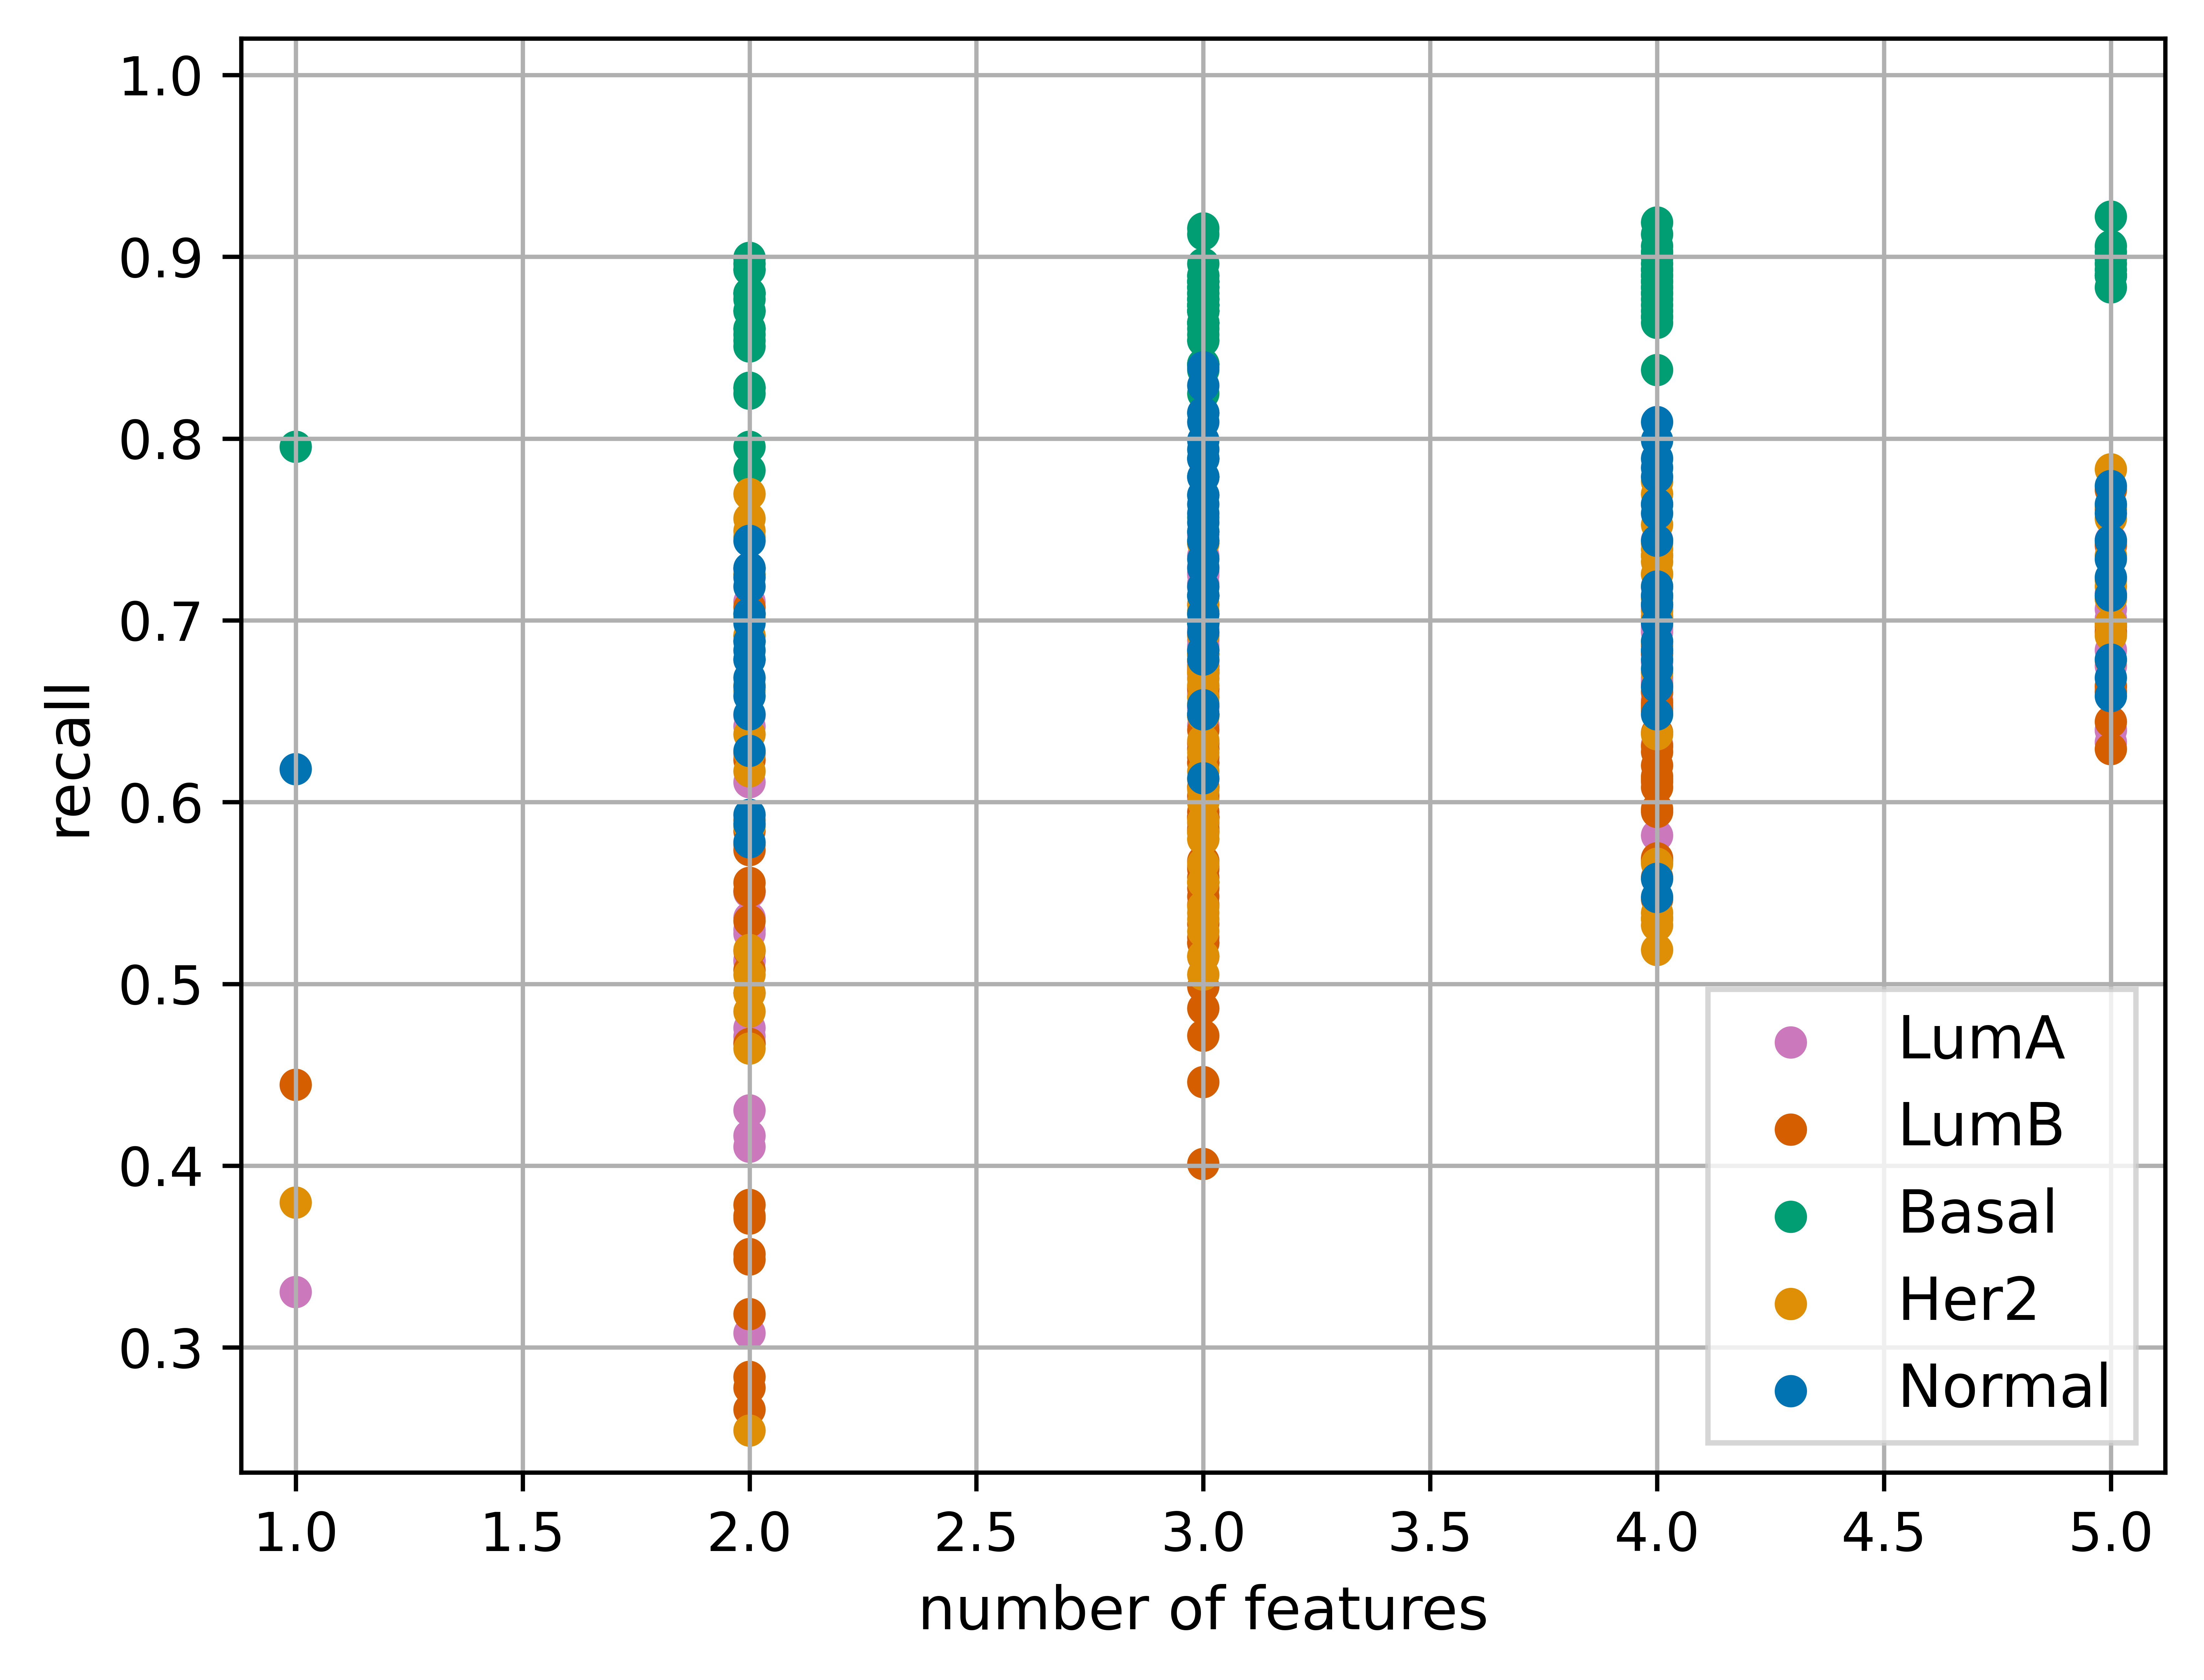 1.0
0.9
0.8
0.7
0.6
0.5
0.4
0.3
recall
LumA
LumB
Basal
Her2
Normal
1.0 1.5 2.0 2.5 3.0 3.5 4.0 4.5 5.0
number of features